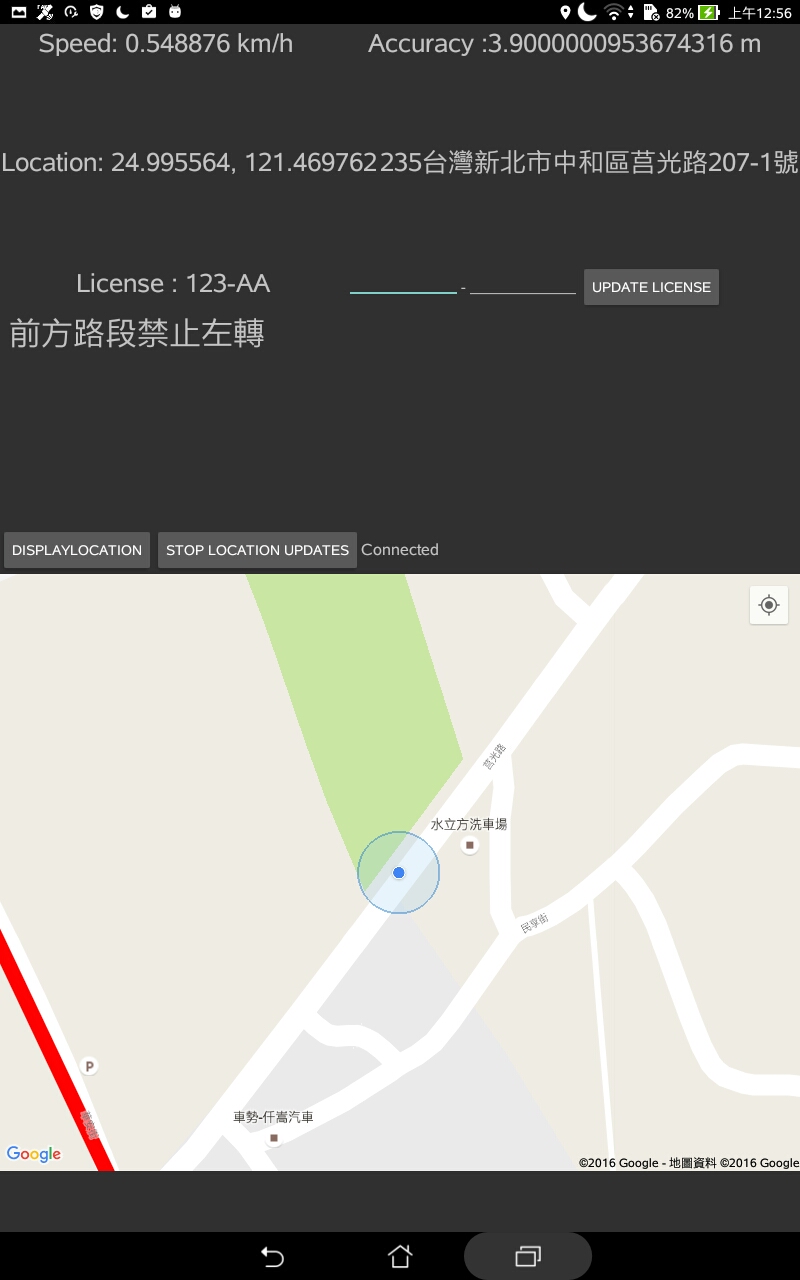 82% 上午12:56
Speed: 0.548876 km/h Accuracy :3.9000000953674316 m
Location: 24.995564, 121.469762 235台灣新北市中和區莒光路207-1號
License : 123-AA - UPDATE LICENSE
前方路段禁止左轉
DISPLAYLOCATION STOP LOCATION UPDATES Connected
莒光路
水立方洗車場
民享街
P
車勢-仟嵩汽車
Google
©2016 Google - 地圖資料 ©2016 Google